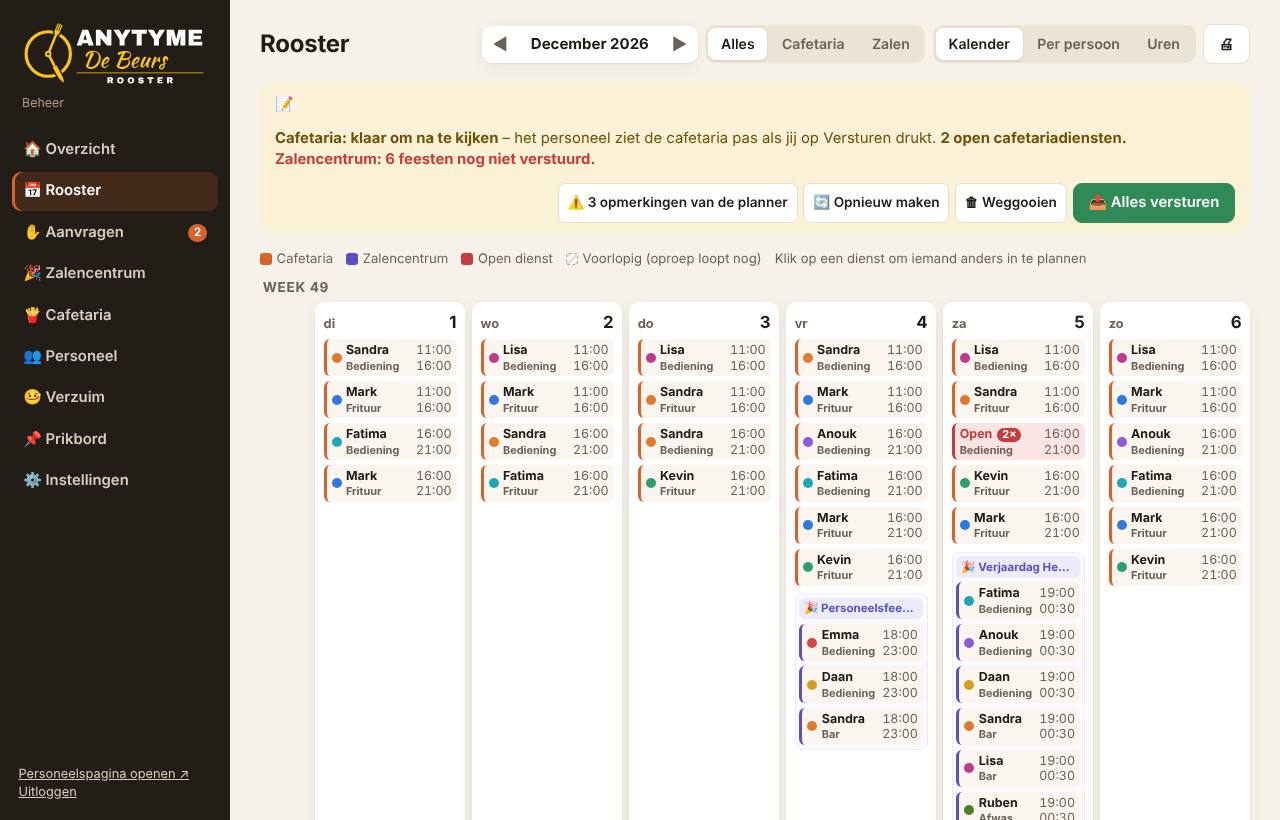 ANYTYME
De Beurs
ROOSTER
Beheer
Overzicht
Rooster
Aanvragen 2
Zalencentrum
Cafetaria
Personeel
Verzuim
Prikbord
Instellingen
Personeelspagina openen ↗
Uitloggen
Rooster
◀ December 2026 ▶
Alles Cafetaria Zalen
Kalender Per persoon Uren
Cafetaria: klaar om na te kijken – het personeel ziet de cafetaria pas als jij op Versturen drukt. 2 open cafetariadiensten.
Zalencentrum: 6 feesten nog niet verstuurd.
3 opmerkingen van de planner
Opnieuw maken
Weggooien
Alles versturen
Cafetaria Zalencentrum Open dienst Voorlopig (oproep loopt nog) Klik op een dienst om iemand anders in te plannen
WEEK 49
di 1
Sandra 11:00
Bediening 16:00
Mark 11:00
Frituur 16:00
Fatima 16:00
Bediening 21:00
Mark 16:00
Frituur 21:00
wo 2
Lisa 11:00
Bediening 16:00
Mark 11:00
Frituur 16:00
Sandra 16:00
Bediening 21:00
Fatima 16:00
Frituur 21:00
do 3
Lisa 11:00
Bediening 16:00
Sandra 11:00
Frituur 16:00
Sandra 16:00
Bediening 21:00
Kevin 16:00
Frituur 21:00
vr 4
Sandra 11:00
Bediening 16:00
Mark 11:00
Frituur 16:00
Anouk 16:00
Bediening 21:00
Fatima 16:00
Bediening 21:00
Mark 16:00
Frituur 21:00
Kevin 16:00
Frituur 21:00
Personeelsfee...
Emma 18:00
Bediening 23:00
Daan 18:00
Bediening 23:00
Sandra 18:00
Bar 23:00
za 5
Lisa 11:00
Bediening 16:00
Sandra 11:00
Frituur 16:00
Open 2× 16:00
Bediening 21:00
Kevin 16:00
Frituur 21:00
Mark 16:00
Frituur 21:00
Verjaardag He...
Fatima 19:00
Bediening 00:30
Anouk 19:00
Bediening 00:30
Daan 19:00
Bediening 00:30
Sandra 19:00
Bar 00:30
Lisa 19:00
Bar 00:30
Ruben 19:00
Afwas 00:30
zo 6
Lisa 11:00
Bediening 16:00
Mark 11:00
Frituur 16:00
Anouk 16:00
Bediening 21:00
Fatima 16:00
Bediening 21:00
Mark 16:00
Frituur 21:00
Kevin 16:00
Frituur 21:00